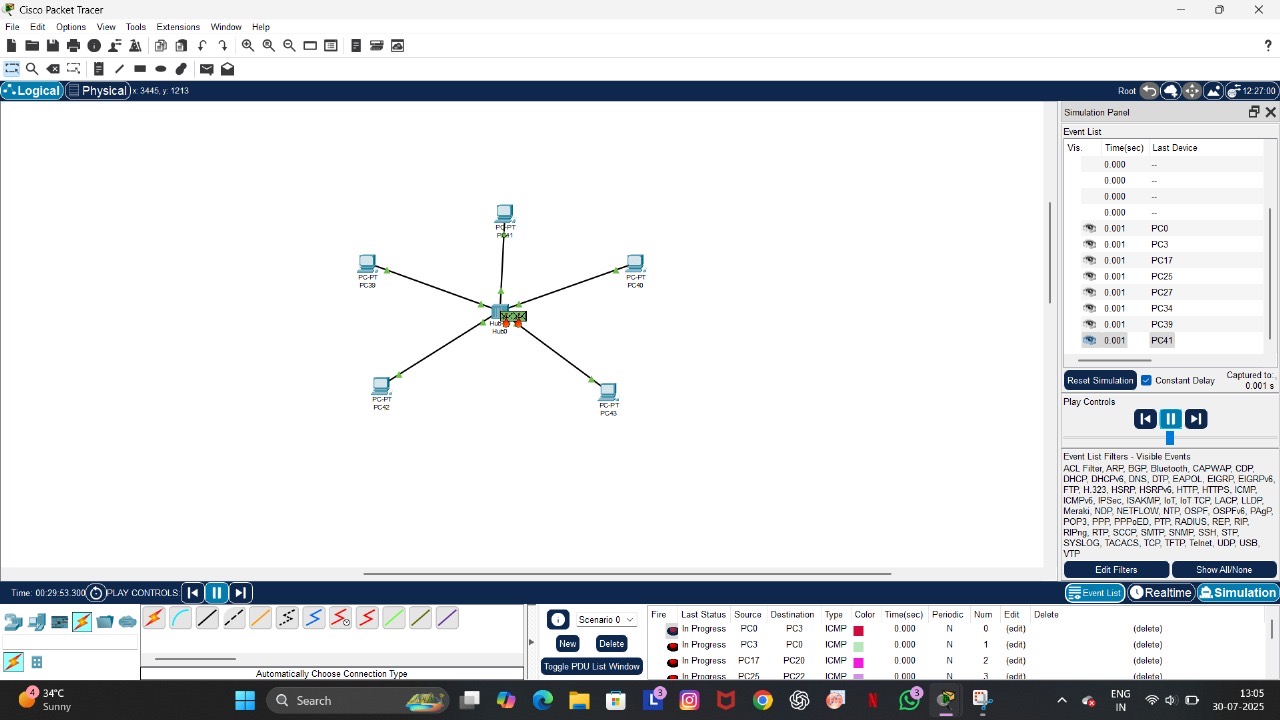 Cisco Packet Tracer
File Edit Options View Tools Extensions Window Help
?
Logical Physical x: 3445, y: 1213 Root 12:27:00
Simulation Panel
Event List
Vis. Time(sec) Last Device
0.000 --
0.000 --
0.000 --
0.000 --
0.001 PC0
0.001 PC3
0.001 PC17
0.001 PC25
0.001 PC27
0.001 PC34
0.001 PC39
0.001 PC41
Reset Simulation Constant Delay Captured to:
0.001 s
Play Controls
Event List Filters - Visible Events
ACL Filter, ARP, BGP, Bluetooth, CAPWAP, CDP,
DHCP, DHCPv6, DNS, DTP, EAPOL, EIGRP, EIGRPv6,
FTP, H.323, HSRP, HSRPv6, HTTP, HTTPS, ICMP,
ICMPv6, IPSec, ISAKMP, IoT, IoT TCP, LACP, LLDP,
Meraki, NDP, NETFLOW, NTP, OSPF, OSPFv6, PAgP,
POP3, PPP, PPPoED, PTP, RADIUS, REP, RIP,
RIPng, RTP, SCCP, SMTP, SNMP, SSH, STP,
SYSLOG, TACACS, TCP, TFTP, Telnet, UDP, USB,
VTP
Edit Filters Show All/None
PC-PT
PC41
PC-PT
PC39
PC-PT
PC40
Hub0
PC-PT
PC42
PC-PT
PC43
Time: 00:29:53.300 PLAY CONTROLS: Event List Realtime Simulation
Automatically Choose Connection Type
Scenario 0
New Delete
Toggle PDU List Window
Fire Last Status Source Destination Type Color Time(sec) Periodic Num Edit Delete
In Progress PC0 PC3 ICMP 0.000 N 0 (edit) (delete)
In Progress PC3 PC0 ICMP 0.000 N 1 (edit) (delete)
In Progress PC17 PC20 ICMP 0.000 N 2 (edit) (delete)
In Progress PC25 PC22 ICMP 0.000 N 3 (edit) (delete)
4
34°C
Sunny
Search
3
3
ENG
IN
13:05
30-07-2025